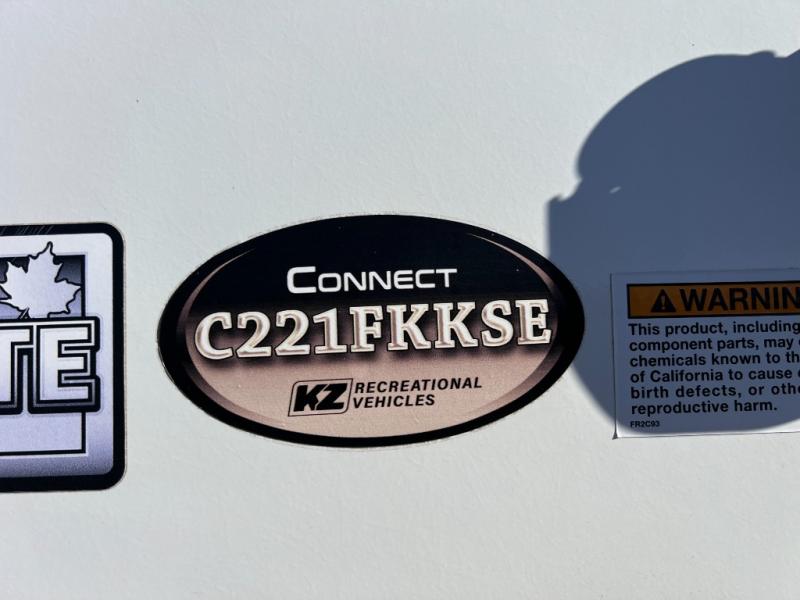 TE
CONNECT
C221FKKSE
KZ RECREATIONAL
VEHICLES
WARNIN
This product, including
component parts, may
chemicals known to th
of California to cause
birth defects, or othe
reproductive harm.
FR2C93